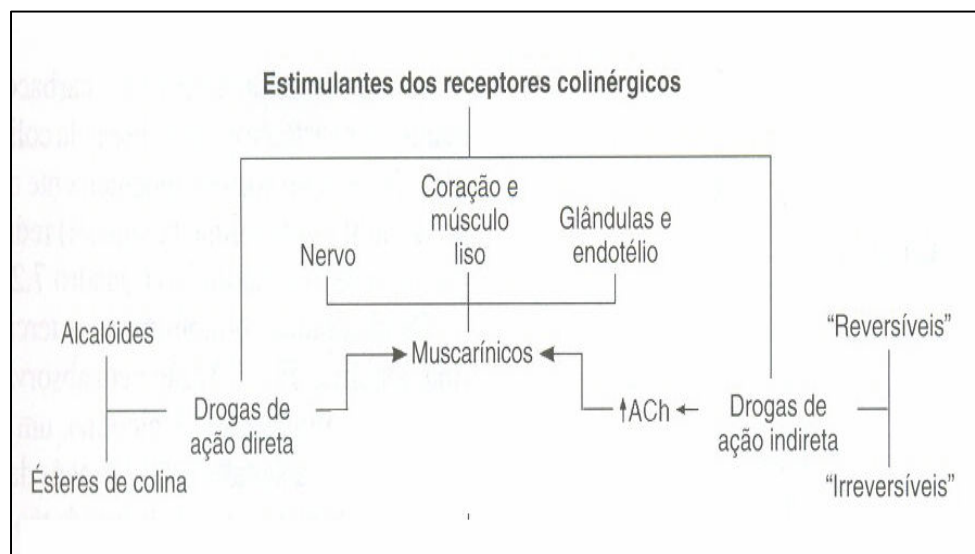 Estimulantes dos receptores colinérgicos
Coração e
músculo
liso
Glândulas e
endotélio
Nervo
Alcalóides
"Reversíveis"
Muscarínicos
Drogas de
ação direta
↑ACh
Drogas de
ação indireta
Ésteres de colina
"Irreversíveis"